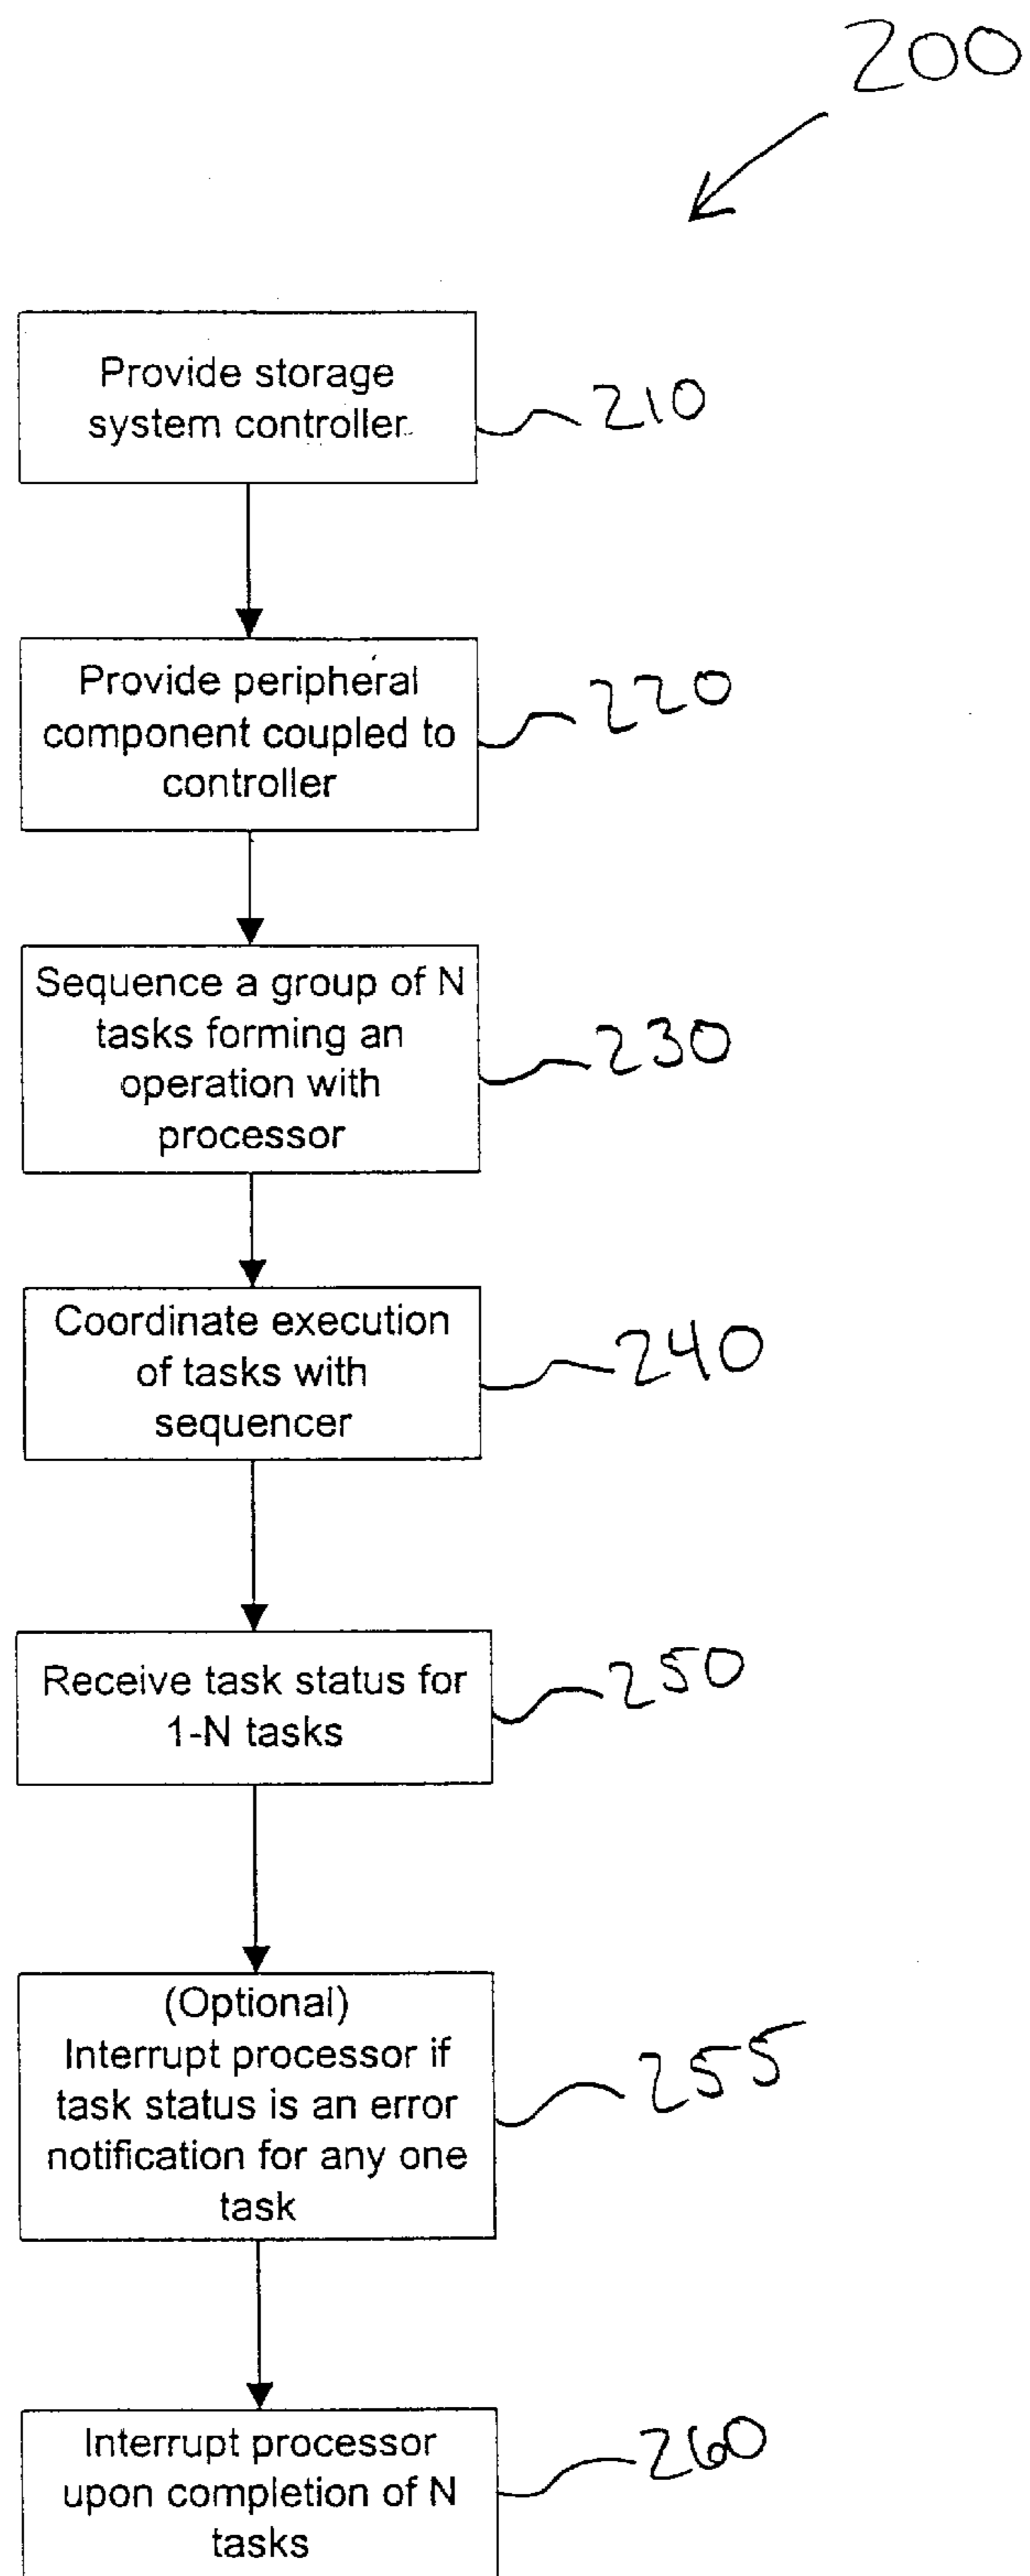 200
Provide storage
system controller
210
Provide peripheral
component coupled to
controller
220
Sequence a group of N
tasks forming an
operation with
processor
230
Coordinate execution
of tasks with
sequencer
240
Receive task status for
1-N tasks
250
(Optional)
Interrupt processor if
task status is an error
notification for any one
task
255
Interrupt processor
upon completion of N
tasks
260